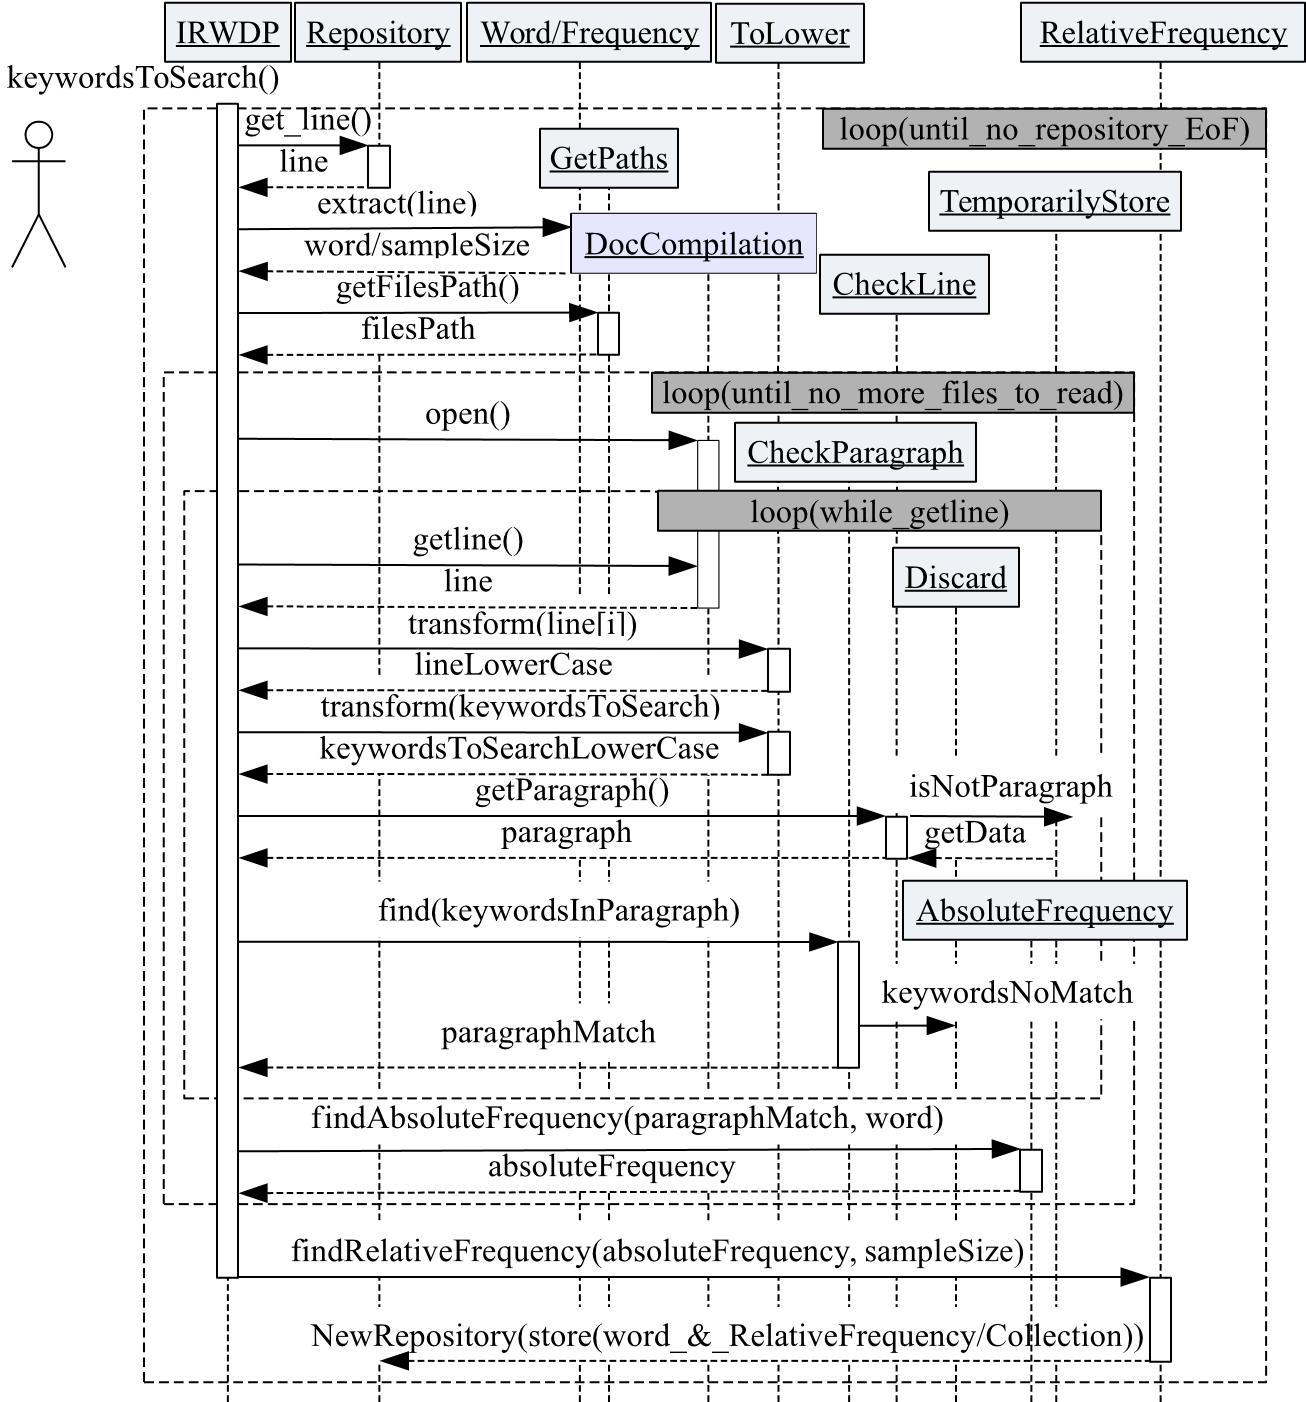 IRWDP
Repository
Word/Frequency
ToLower
RelativeFrequency
keywordsToSearch()
get_line()
loop(until_no_repository_EoF)
line
GetPaths
TemporarilyStore
extract(line)
word/sampleSize
DocCompilation
CheckLine
getFilesPath()
filesPath
loop(until_no_more_files_to_read)
open()
CheckParagraph
loop(while_getline)
getline()
line
Discard
transform(line[i])
lineLowerCase
transform(keywordsToSearch)
keywordsToSearchLowerCase
getParagraph()
isNotParagraph
paragraph
getData
find(keywordsInParagraph)
AbsoluteFrequency
keywordsNoMatch
paragraphMatch
findAbsoluteFrequency(paragraphMatch, word)
absoluteFrequency
findRelativeFrequency(absoluteFrequency, sampleSize)
NewRepository(store(word_&_RelativeFrequency/Collection))